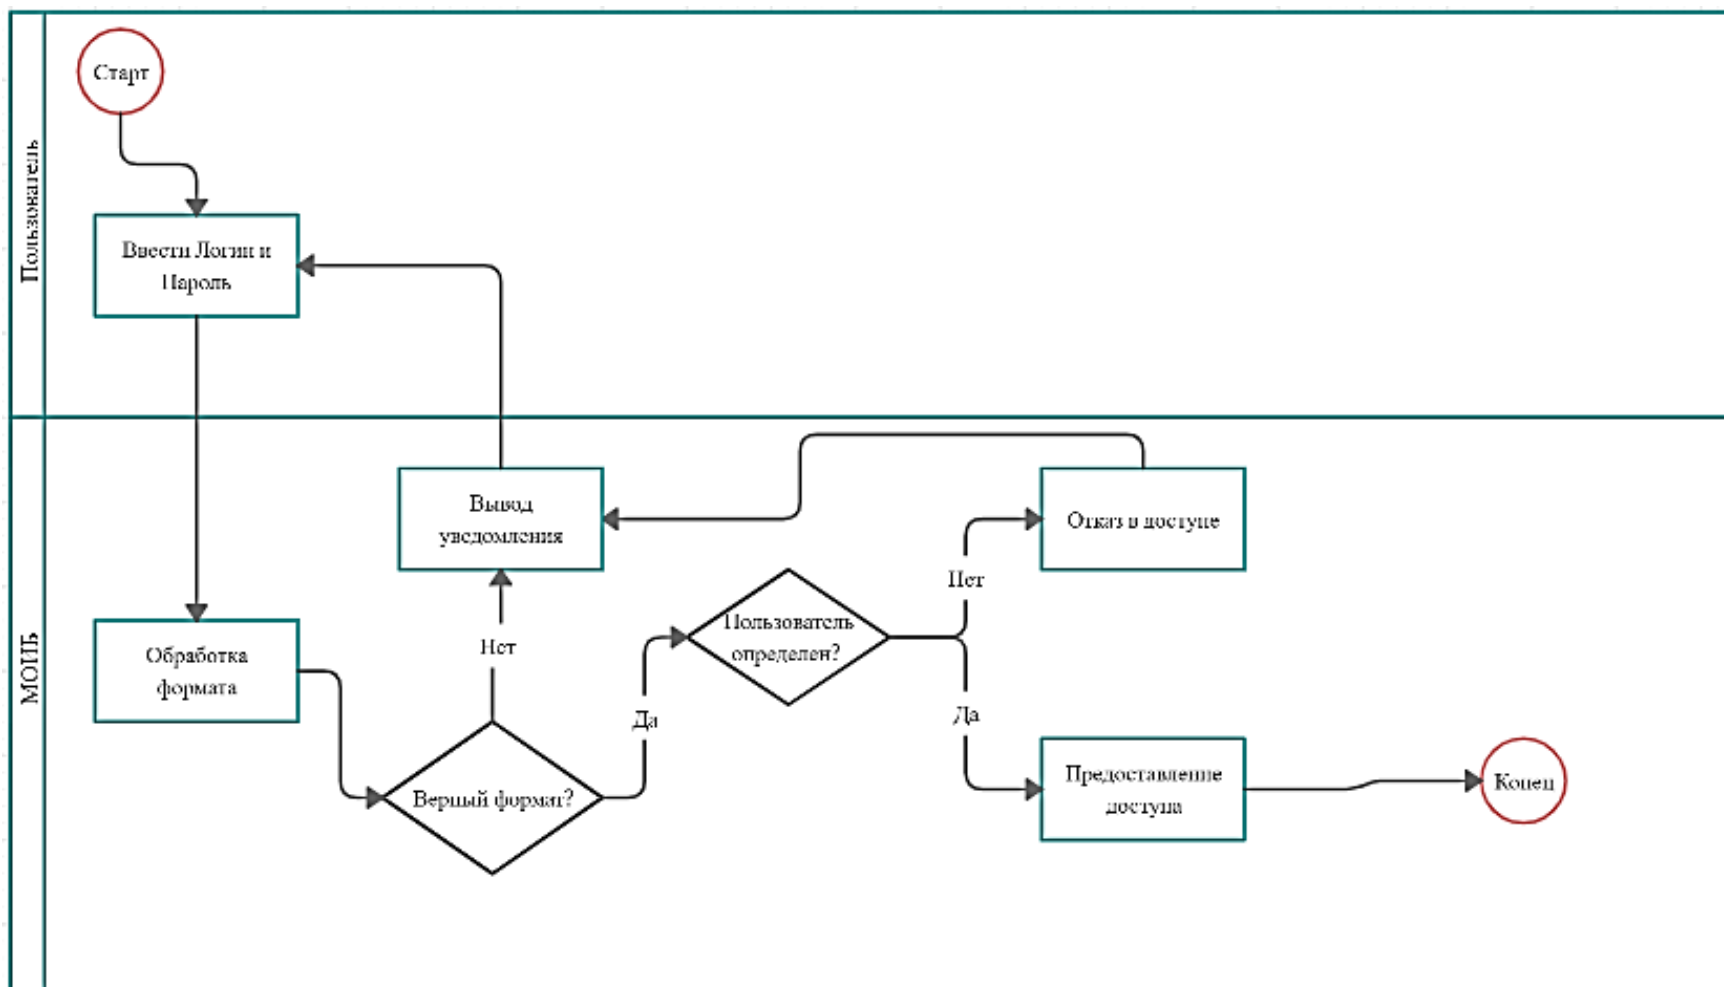 Старт
Пользователь
Ввести Логин и
Пароль
Вывод
уведомления
Отказ в доступе
Нет
Пользователь
определен?
Обработка
формата
Нет
МОИБ
Да
Да
Верный формат?
Предоставление
доступа
Конец